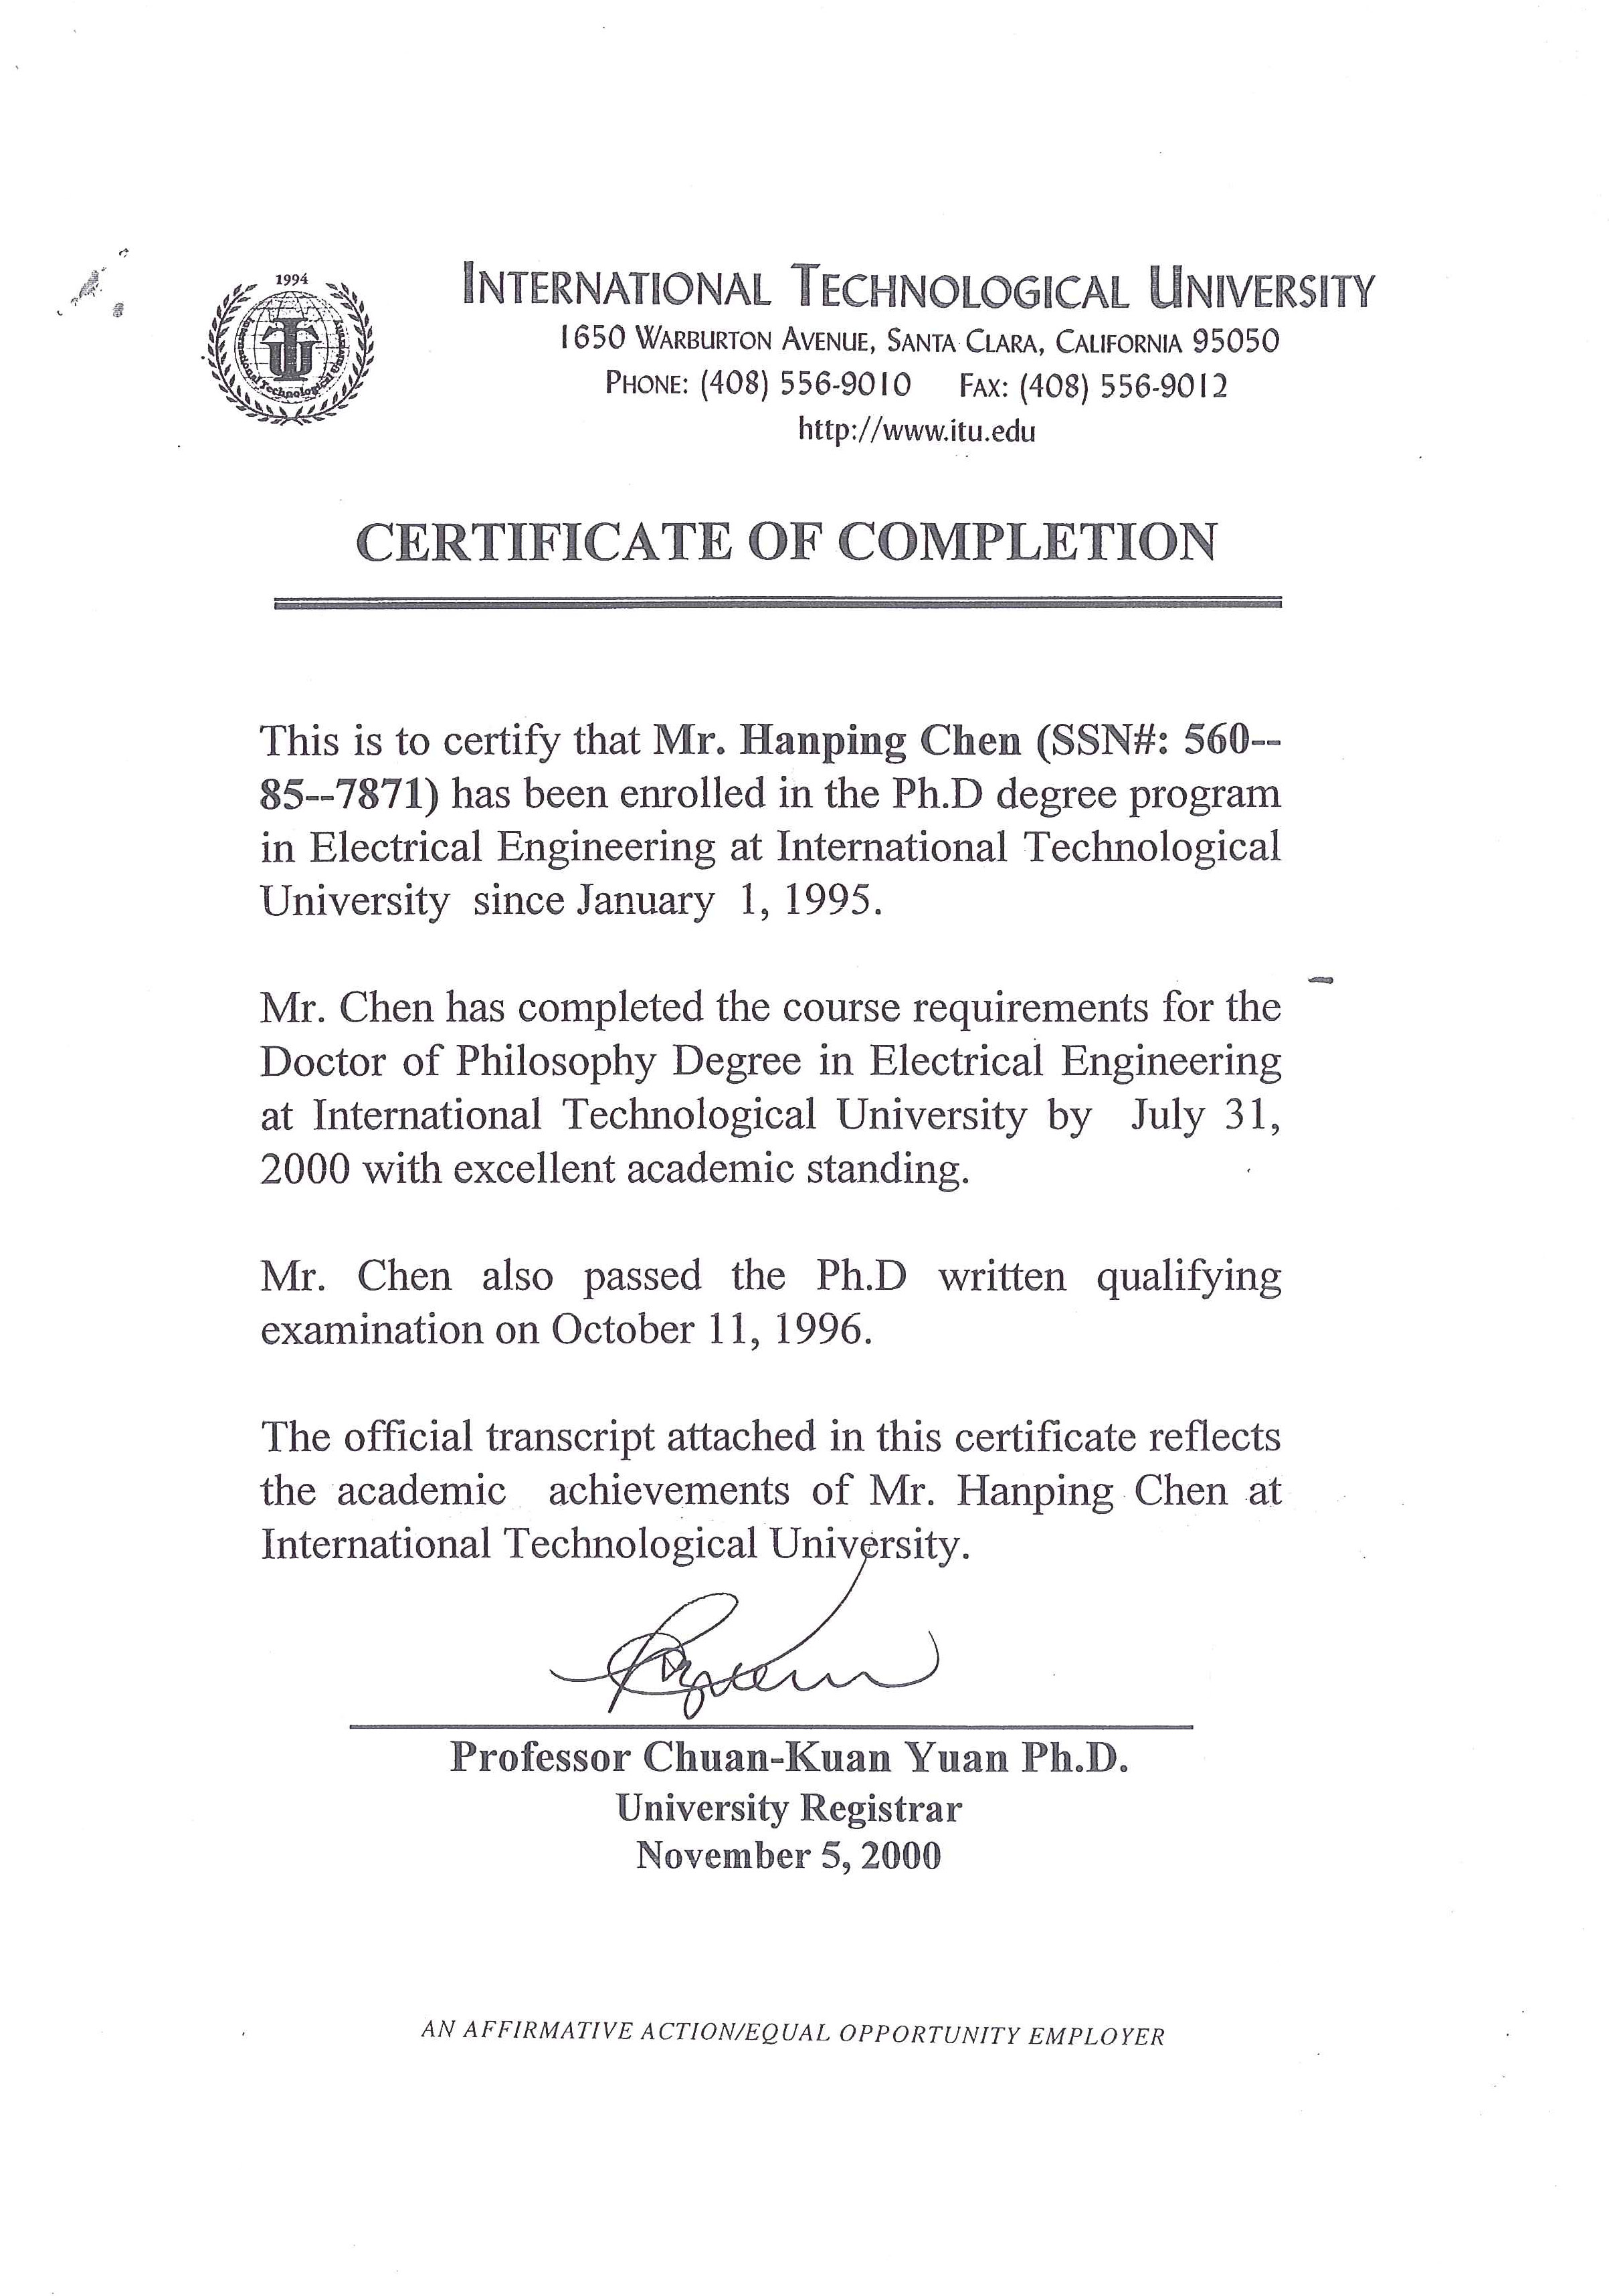 1994
International Technological University
INTERNATIONAL TECHNOLOGICAL UNIVERSITY
1650 WARBURTON AVENUE, SANTA CLARA, CALIFORNIA 95050
PHONE: (408) 556-9010 FAX: (408) 556-9012
http://www.itu.edu
CERTIFICATE OF COMPLETION
This is to certify that Mr. Hanping Chen (SSN#: 560--
85--7871) has been enrolled in the Ph.D degree program
in Electrical Engineering at International Technological
University since January 1, 1995.
Mr. Chen has completed the course requirements for the
Doctor of Philosophy Degree in Electrical Engineering
at International Technological University by July 31,
2000 with excellent academic standing.
Mr. Chen also passed the Ph.D written qualifying
examination on October 11, 1996.
The official transcript attached in this certificate reflects
the academic achievements of Mr. Hanping Chen at
International Technological University.
Professor Chuan-Kuan Yuan Ph.D.
University Registrar
November 5, 2000
AN AFFIRMATIVE ACTION/EQUAL OPPORTUNITY EMPLOYER